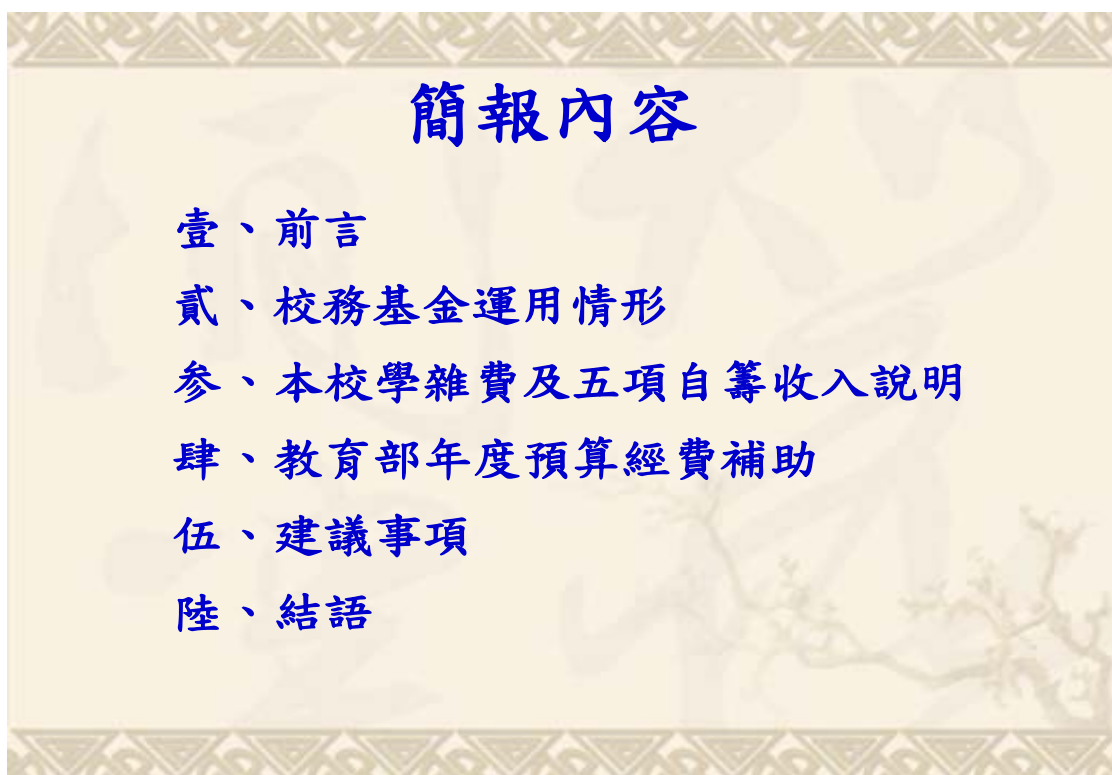 簡報內容
壹、前言
貳、校務基金運用情形
參、本校學雜費及五項自籌收入說明
肆、教育部年度預算經費補助
伍、建議事項
陸、結語